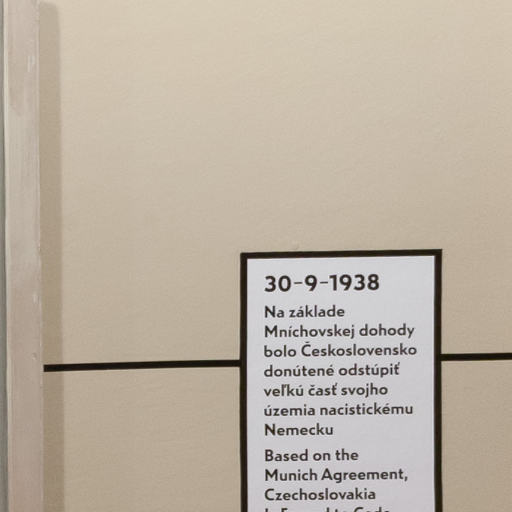 30-9-1938
Na základe
Mníchovskej dohody
bolo Československo
donútené odstúpiť
veľkú časť svojho
územia nacistickému
Nemecku
Based on the
Munich Agreement,
Czechoslovakia